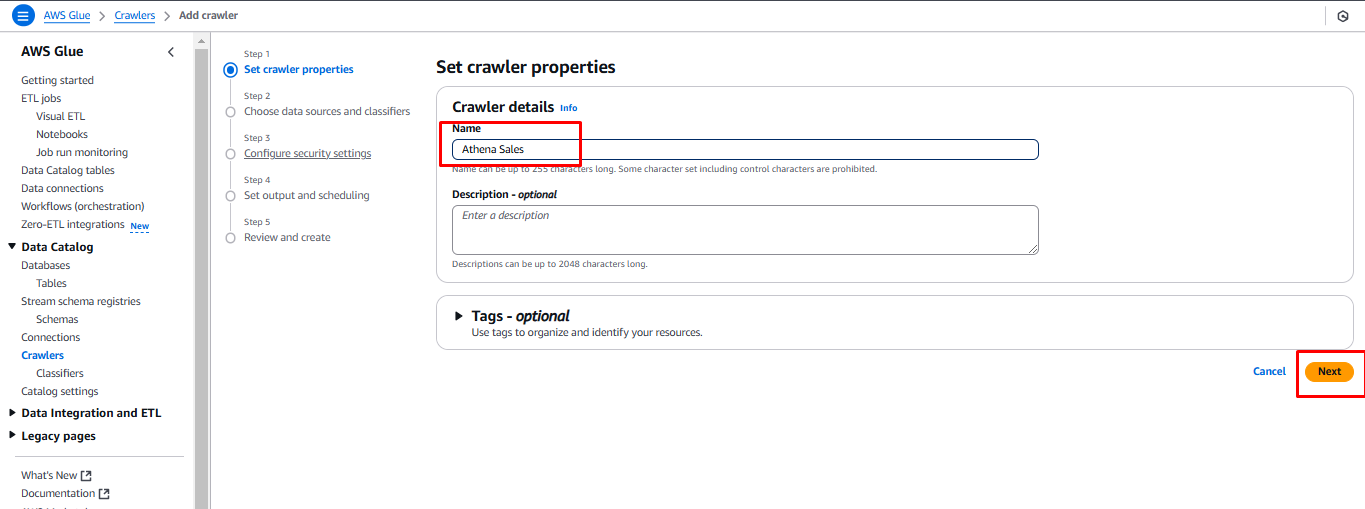 AWS Glue > Crawlers > Add crawler
AWS Glue
Getting started
ETL jobs
Visual ETL
Notebooks
Job run monitoring
Data Catalog tables
Data connections
Workflows (orchestration)
Zero-ETL integrations New
Data Catalog
Databases
Tables
Stream schema registries
Schemas
Connections
Crawlers
Classifiers
Catalog settings
Data Integration and ETL
Legacy pages
What's New
Documentation
Step 1
Set crawler properties
Step 2
Choose data sources and classifiers
Step 3
Configure security settings
Step 4
Set output and scheduling
Step 5
Review and create
Set crawler properties
Crawler details Info
Name
Athena Sales
Name can be up to 255 characters long. Some character set including control characters are prohibited.
Description - optional
Enter a description
Descriptions can be up to 2048 characters long.
Tags - optional
Use tags to organize and identify your resources.
Cancel Next